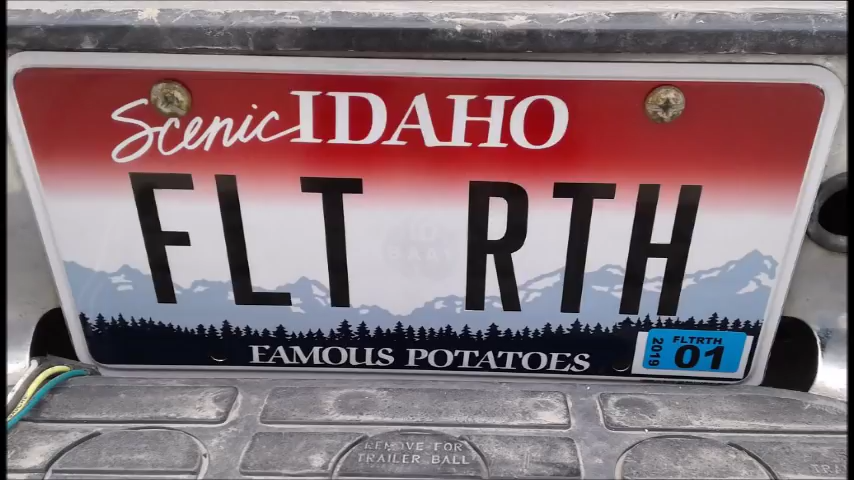 Scenic IDAHO
FLT RTH
FAMOUS POTATOES
2019
FLTRTH
01
REMOVE FOR
TRAILER BALL